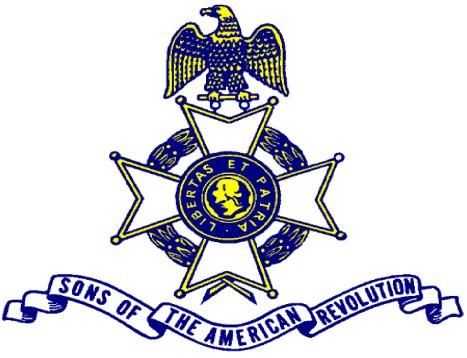 LIBERTAS ET PATRIA
SONS OF THE AMERICAN REVOLUTION